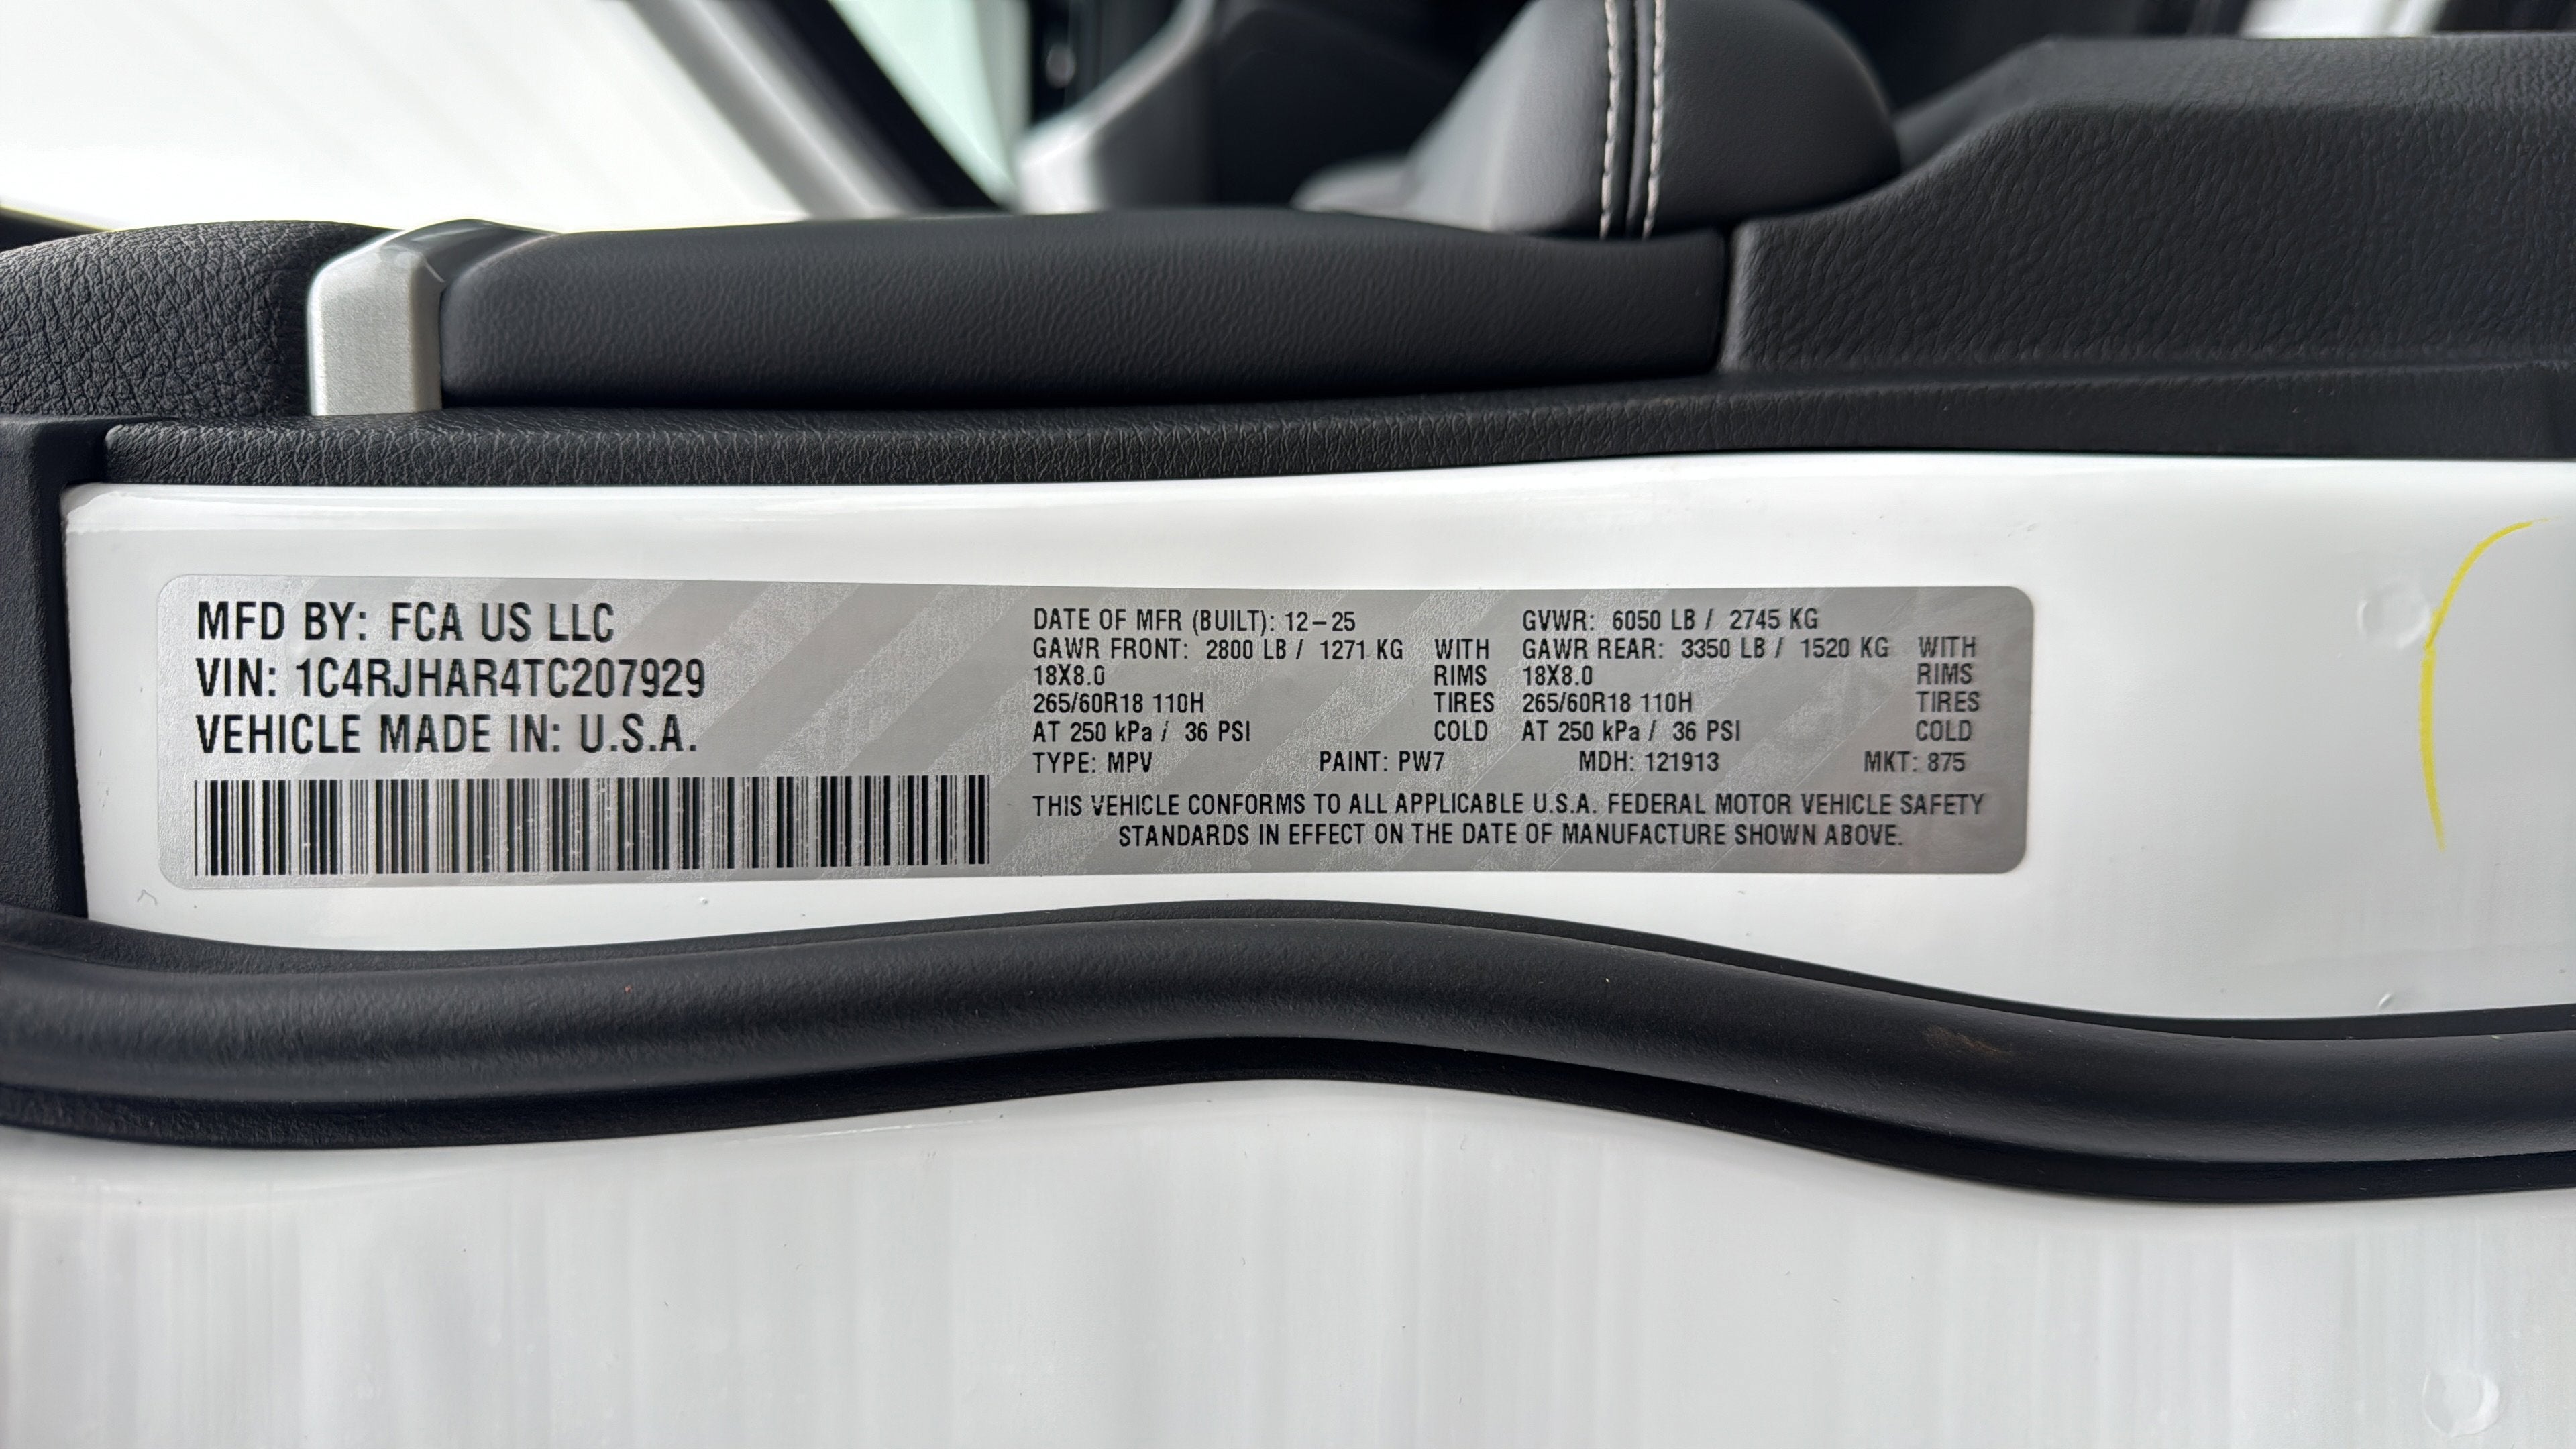 MFD BY: FCA US LLC
VIN: 1C4RJHAR4TC207929
VEHICLE MADE IN: U.S.A.
DATE OF MFR (BUILT): 12-25 GVWR: 6050 LB / 2745 KG
GAWR FRONT: 2800 LB / 1271 KG WITH GAWR REAR: 3350 LB / 1520 KG WITH
18X8.0 RIMS 18X8.0 RIMS
265/60R18 110H TIRES 265/60R18 110H TIRES
AT 250 kPa / 36 PSI COLD AT 250 kPa / 36 PSI COLD
TYPE: MPV PAINT: PW7 MDH: 121913 MKT: 875
THIS VEHICLE CONFORMS TO ALL APPLICABLE U.S.A. FEDERAL MOTOR VEHICLE SAFETY
STANDARDS IN EFFECT ON THE DATE OF MANUFACTURE SHOWN ABOVE.